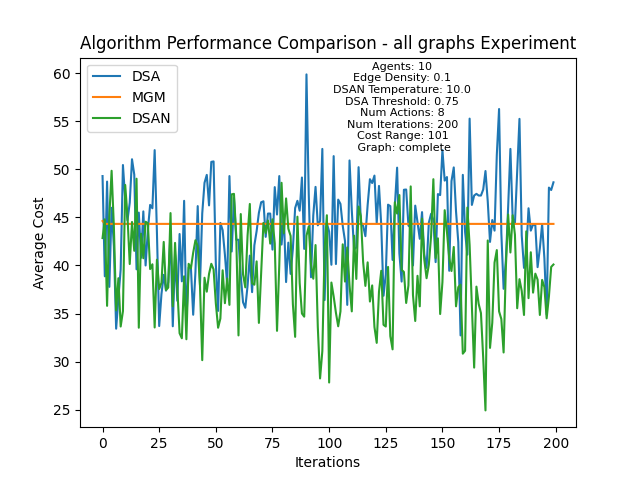 Algorithm Performance Comparison - all graphs Experiment
DSA
MGM
DSAN
Agents: 10
Edge Density: 0.1
DSAN Temperature: 10.0
DSA Threshold: 0.75
Num Actions: 8
Num Iterations: 200
Cost Range: 101
Graph: complete
60
55
50
45
40
35
30
25
Average Cost
0
25
50
75
100
125
150
175
200
Iterations